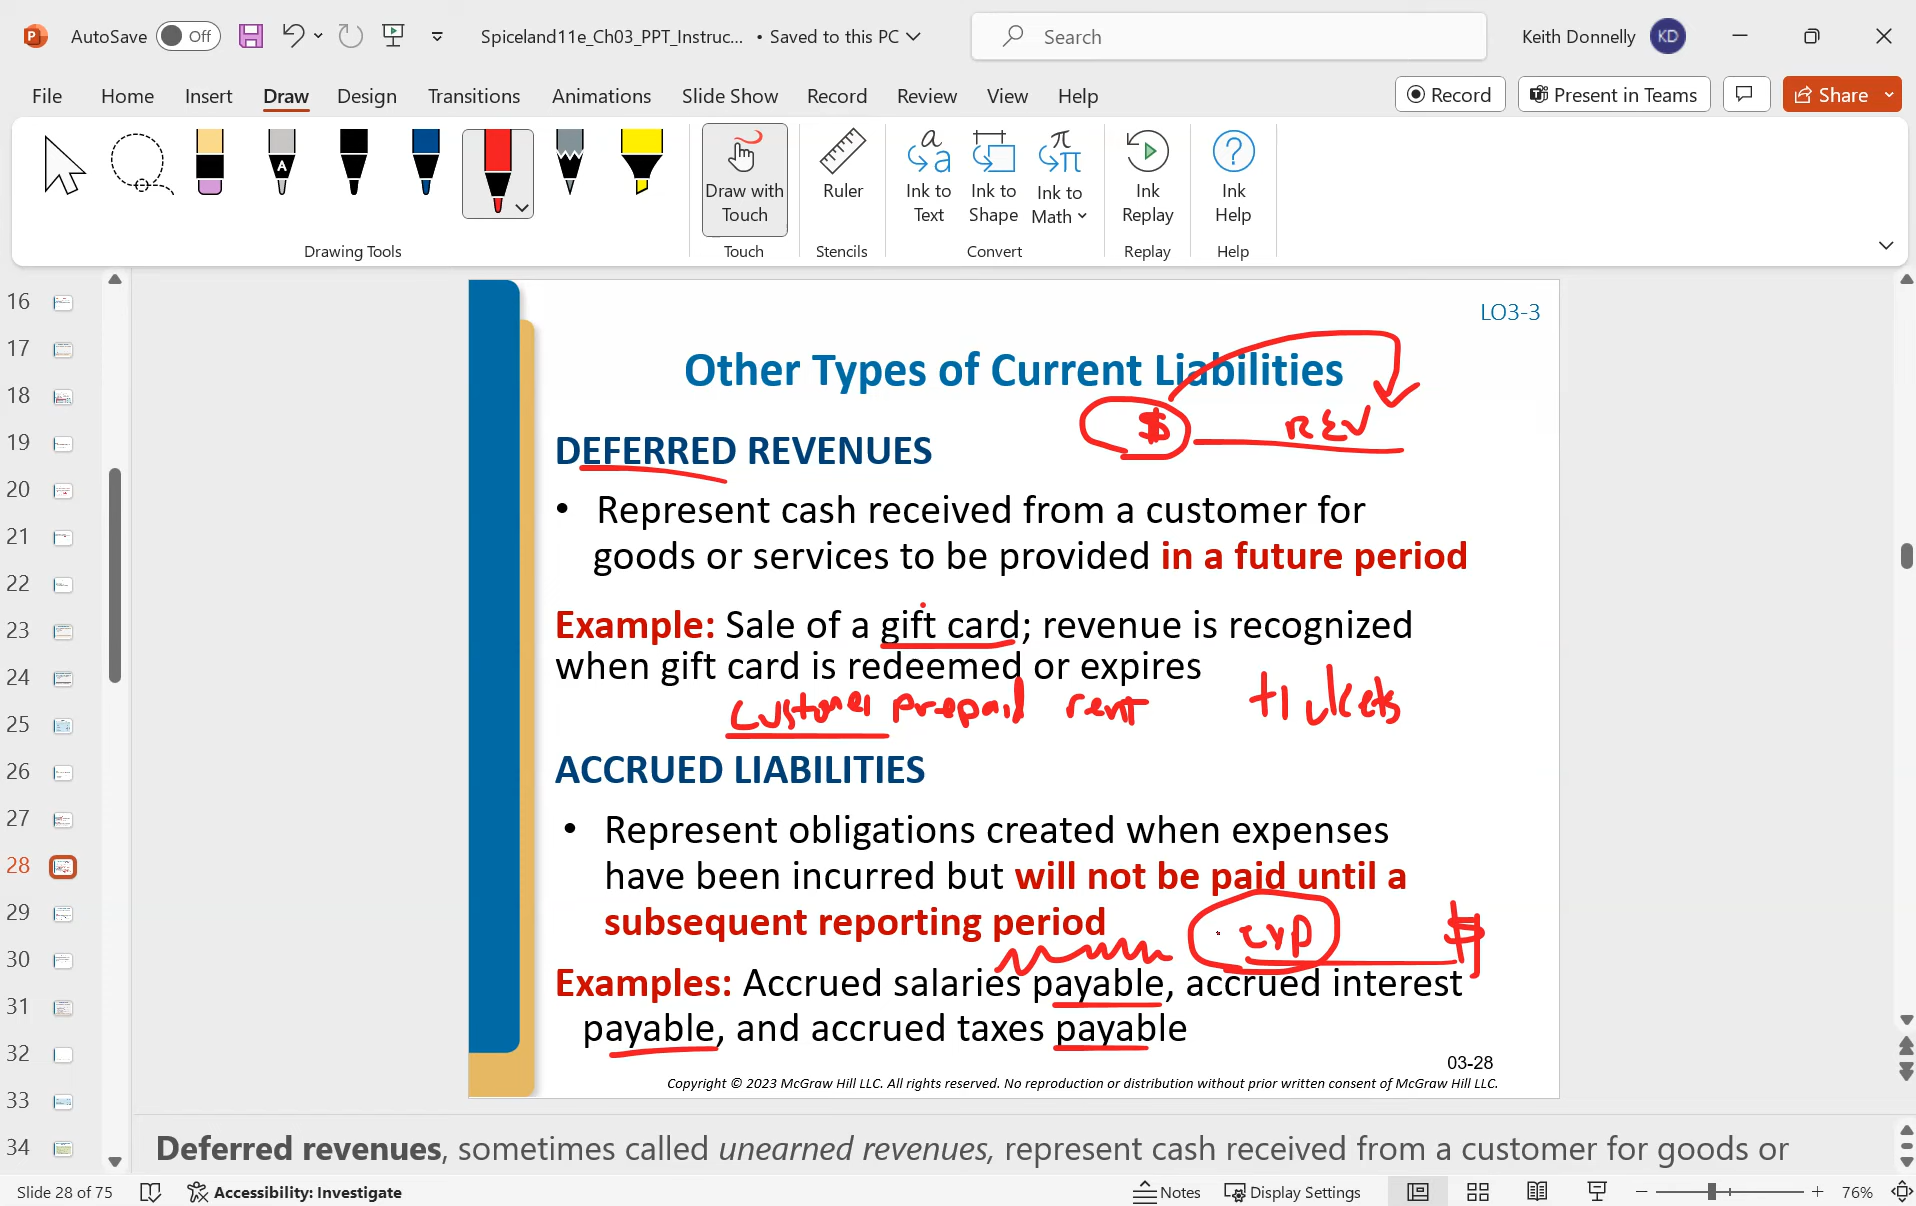 AutoSave Off Spiceland11e_Ch03_PPT_Instruc... • Saved to this PC Search Keith Donnelly KD
File Home Insert Draw Design Transitions Animations Slide Show Record Review View Help Record Present in Teams Share
Draw with Touch
Ruler
Ink to Text
Ink to Shape
Ink to Math
Ink Replay
Ink Help
Drawing Tools Touch Stencils Convert Replay Help
16
17
18
19
20
21
22
23
24
25
26
27
28
29
30
31
32
33
34
LO3-3
Other Types of Current Liabilities
$ REV
DEFERRED REVENUES
• Represent cash received from a customer for
goods or services to be provided in a future period
Example: Sale of a gift card; revenue is recognized
when gift card is redeemed or expires
customer prepaid rent tickets
ACCRUED LIABILITIES
• Represent obligations created when expenses
have been incurred but will not be paid until a
subsequent reporting period
exp $
Examples: Accrued salaries payable, accrued interest
payable, and accrued taxes payable
03-28
Copyright © 2023 McGraw Hill LLC. All rights reserved. No reproduction or distribution without prior written consent of McGraw Hill LLC.
Deferred revenues, sometimes called unearned revenues, represent cash received from a customer for goods or
Slide 28 of 75 Accessibility: Investigate Notes Display Settings 76%